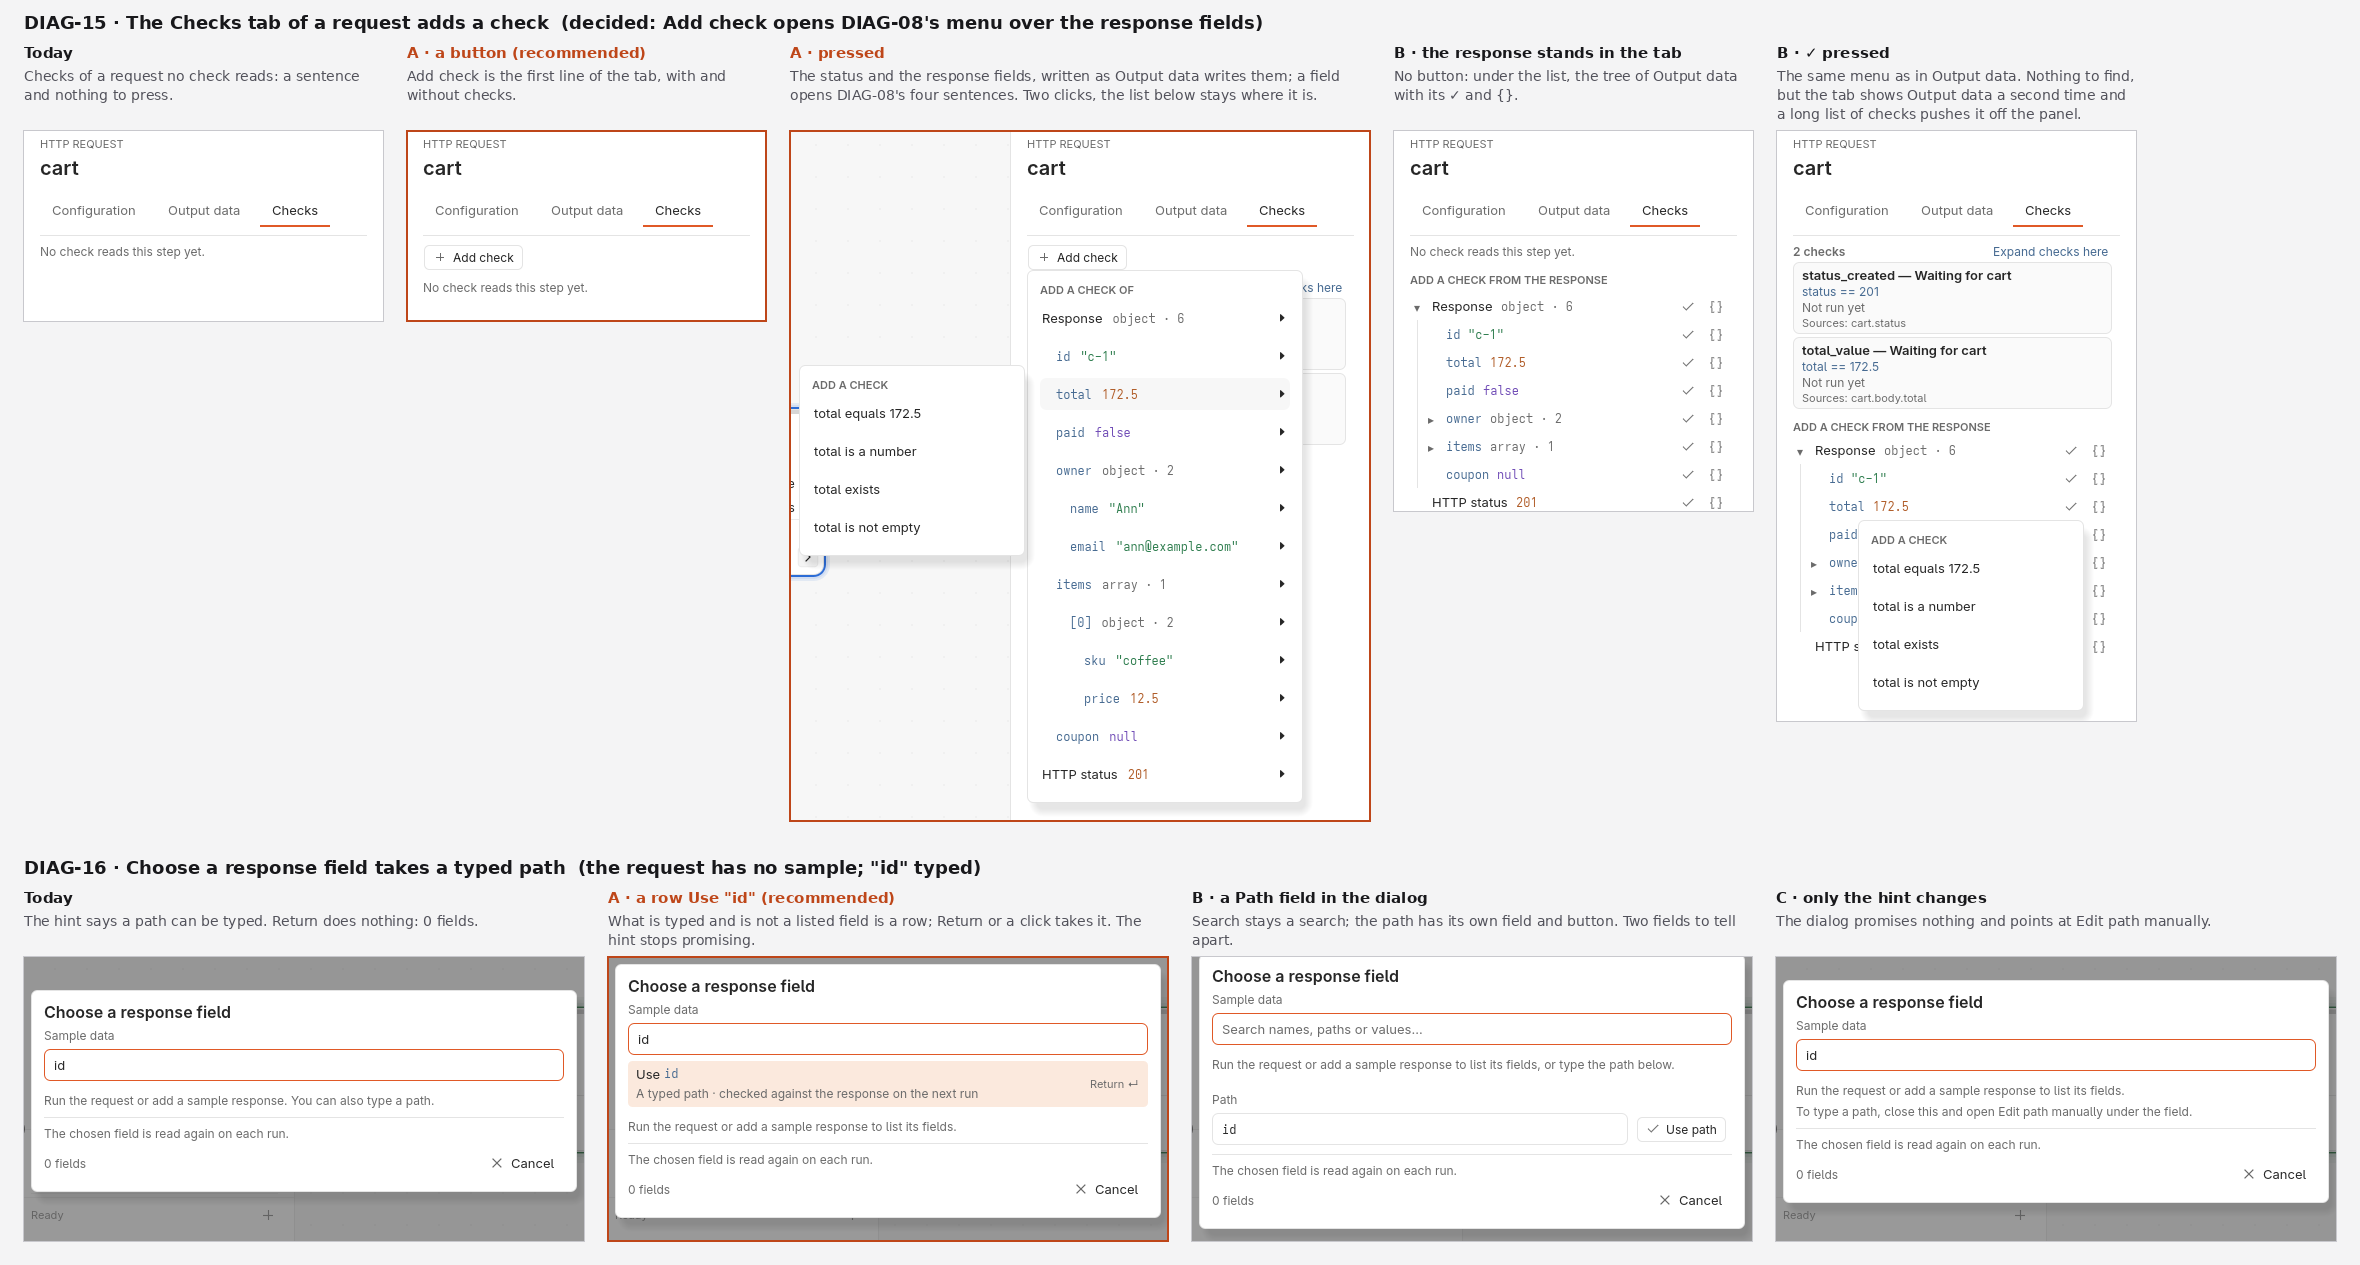 DIAG-15 · The Checks tab of a request adds a check  (decided: Add check opens DIAG-08's menu over the response fields)
Today
Checks of a request no check reads: a sentence
and nothing to press.
HTTP REQUEST
cart
Configuration Output data Checks
No check reads this step yet.
A · a button (recommended)
Add check is the first line of the tab, with and
without checks.
HTTP REQUEST
cart
Configuration Output data Checks
+ Add check
No check reads this step yet.
A · pressed
The status and the response fields, written as Output data writes them; a field
opens DIAG-08's four sentences. Two clicks, the list below stays where it is.
HTTP REQUEST
cart
Configuration Output data Checks
+ Add check
ks here
ADD A CHECK OF
Response object · 6
id "c-1"
total 172.5
paid false
owner object · 2
name "Ann"
email "ann@example.com"
items array · 1
[0] object · 2
sku "coffee"
price 12.5
coupon null
HTTP status 201
ADD A CHECK
total equals 172.5
total is a number
total exists
total is not empty
e
s
B · the response stands in the tab
No button: under the list, the tree of Output data
with its ✓ and {}.
HTTP REQUEST
cart
Configuration Output data Checks
No check reads this step yet.
ADD A CHECK FROM THE RESPONSE
▼ Response object · 6 ✓ {}
id "c-1" ✓ {}
total 172.5 ✓ {}
paid false ✓ {}
▶ owner object · 2 ✓ {}
▶ items array · 1 ✓ {}
coupon null ✓ {}
HTTP status 201 ✓ {}
B · ✓ pressed
The same menu as in Output data. Nothing to find,
but the tab shows Output data a second time and
a long list of checks pushes it off the panel.
HTTP REQUEST
cart
Configuration Output data Checks
2 checks Expand checks here
status_created — Waiting for cart
status == 201
Not run yet
Sources: cart.status
total_value — Waiting for cart
total == 172.5
Not run yet
Sources: cart.body.total
ADD A CHECK FROM THE RESPONSE
▼ Response object · 6 ✓ {}
id "c-1" ✓ {}
total 172.5 ✓ {}
paid
▶ owne {}
▶ item {}
coup {}
HTTP s {}
ADD A CHECK
total equals 172.5
total is a number
total exists
total is not empty
DIAG-16 · Choose a response field takes a typed path  (the request has no sample; "id" typed)
Today
The hint says a path can be typed. Return does nothing: 0 fields.
Choose a response field
Sample data
id
Run the request or add a sample response. You can also type a path.
The chosen field is read again on each run.
0 fields × Cancel
Ready +
A · a row Use "id" (recommended)
What is typed and is not a listed field is a row; Return or a click takes it. The
hint stops promising.
Choose a response field
Sample data
id
Use id
A typed path · checked against the response on the next run
Return ↵
Run the request or add a sample response to list its fields.
The chosen field is read again on each run.
0 fields × Cancel
B · a Path field in the dialog
Search stays a search; the path has its own field and button. Two fields to tell
apart.
Choose a response field
Sample data
Search names, paths or values...
Run the request or add a sample response to list its fields, or type the path below.
Path
id ✓ Use path
The chosen field is read again on each run.
0 fields × Cancel
C · only the hint changes
The dialog promises nothing and points at Edit path manually.
Choose a response field
Sample data
id
Run the request or add a sample response to list its fields.
To type a path, close this and open Edit path manually under the field.
The chosen field is read again on each run.
0 fields × Cancel
Ready +